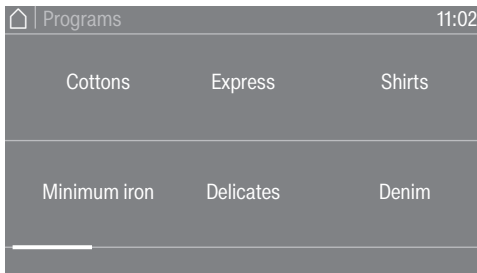 Programs 11:02
Cottons Express Shirts
Minimum iron Delicates Denim